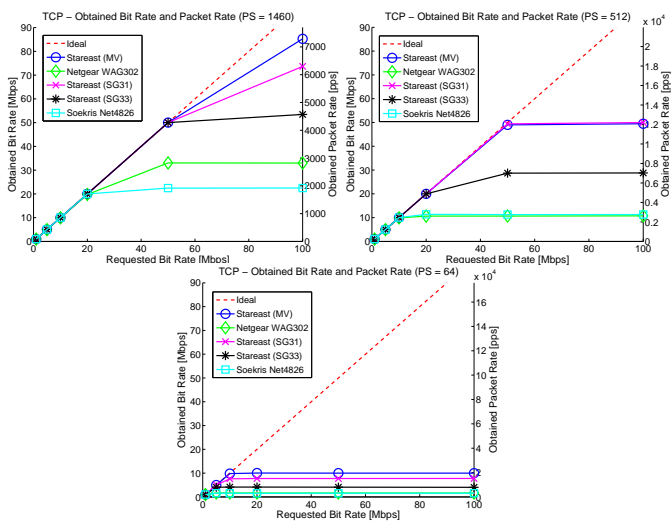 TCP – Obtained Bit Rate and Packet Rate (PS = 1460)
90
80
70
60
50
40
30
20
10
0
Obtained Bit Rate [Mbps]
Ideal
Stareast (MV)
Netgear WAG302
Stareast (SG31)
Stareast (SG33)
Soekris Net4826
7000
6000
5000
4000
3000
2000
1000
Obtained Packet Rate [pps]
0 20 40 60 80 100
Requested Bit Rate [Mbps]
TCP – Obtained Bit Rate and Packet Rate (PS = 512)
x 10^4
90
80
70
60
50
40
30
20
10
0
Obtained Bit Rate [Mbps]
Ideal
Stareast (MV)
Netgear WAG302
Stareast (SG31)
Stareast (SG33)
Soekris Net4826
2
1.8
1.6
1.4
1.2
1
0.8
0.6
0.4
0.2
Obtained Packet Rate [pps]
0 20 40 60 80 100
Requested Bit Rate [Mbps]
TCP – Obtained Bit Rate and Packet Rate (PS = 64)
x 10^4
90
80
70
60
50
40
30
20
10
0
Obtained Bit Rate [Mbps]
Ideal
Stareast (MV)
Netgear WAG302
Stareast (SG31)
Stareast (SG33)
Soekris Net4826
16
14
12
10
8
6
4
2
0
Obtained Packet Rate [pps]
0 20 40 60 80 100
Requested Bit Rate [Mbps]